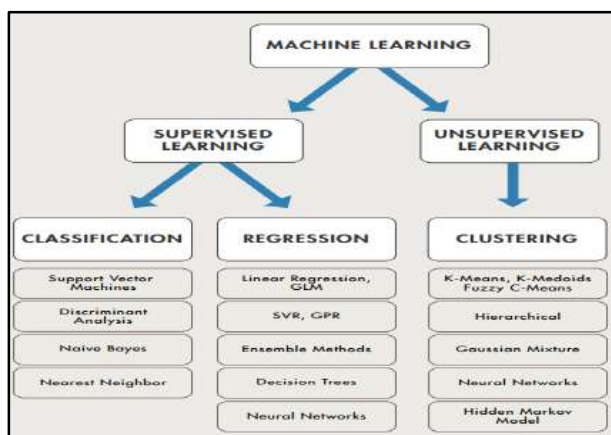 MACHINE LEARNING
SUPERVISED
LEARNING
UNSUPERVISED
LEARNING
CLASSIFICATION
Support Vector
Machines
Discriminant
Analysis
Naive Bayes
Nearest Neighbor
REGRESSION
Linear Regression,
GLM
SVR, GPR
Ensemble Methods
Decision Trees
Neural Networks
CLUSTERING
K-Means, K-Medoids
Fuzzy C-Means
Hierarchical
Gaussian Mixture
Neural Networks
Hidden Markov
Model